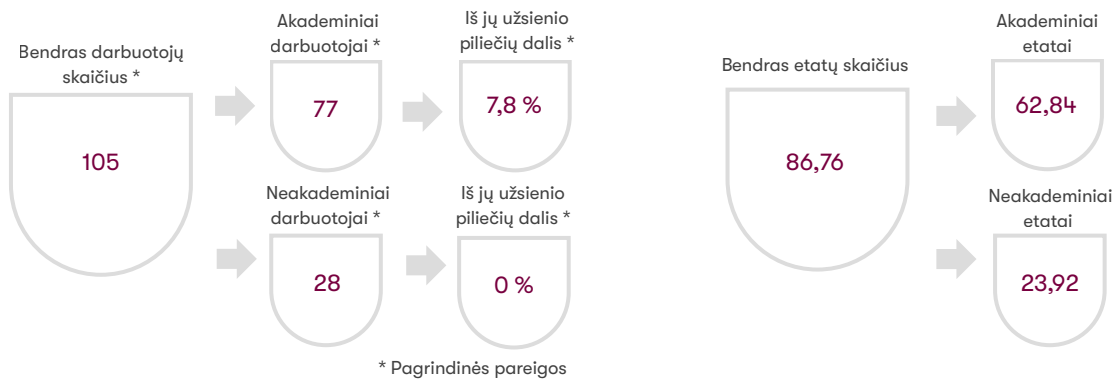 Bendras darbuotojų
skaičius *
105
Akademiniai
darbuotojai *
77
Iš jų užsienio
piliečių dalis *
7,8 %
Neakademiniai
darbuotojai *
28
Iš jų užsienio
piliečių dalis *
0 %
* Pagrindinės pareigos
Bendras etatų skaičius
86,76
Akademiniai
etatai
62,84
Neakademiniai
etatai
23,92